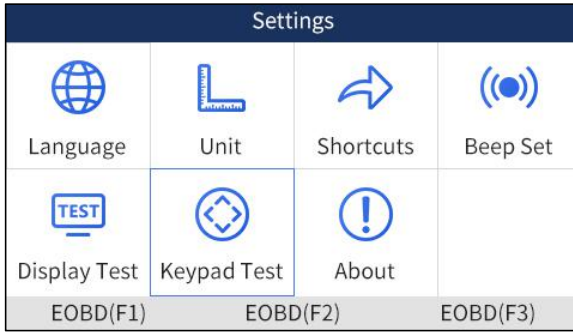 Settings
Language Unit Shortcuts Beep Set
TEST
Display Test Keypad Test About
EOBD(F1) EOBD(F2) EOBD(F3)